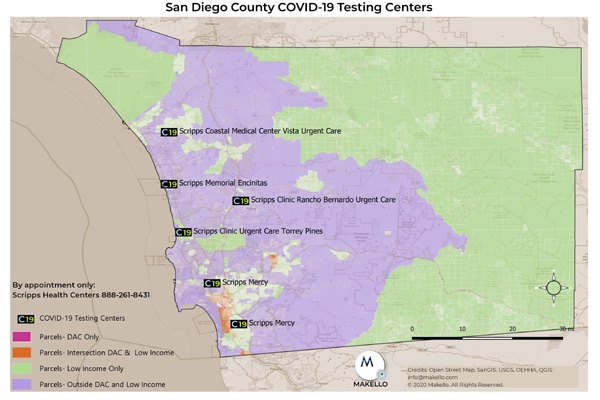 San Diego County COVID-19 Testing Centers
C19 Scripps Coastal Medical Center Vista Urgent Care
C19 Scripps Memorial Encinitas
C19 Scripps Clinic Rancho Bernardo Urgent Care
C19 Scripps Clinic Urgent Care Torrey Pines
C19 Scripps Mercy
C19 Scripps Mercy
By appointment only:
Scripps Health Centers 888-261-8431
C19 COVID-19 Testing Centers
Parcels- DAC Only
Parcels- Intersection DAC & Low Income
Parcels- Low Income Only
Parcels- Outside DAC and Low Income
0 10 20 30 mi
M
MAKELLO
Credits: Open Street Map, SanGIS, USGS, OEHHA, QGIS
info@makello.com
© 2020 Makello. All Rights Reserved.